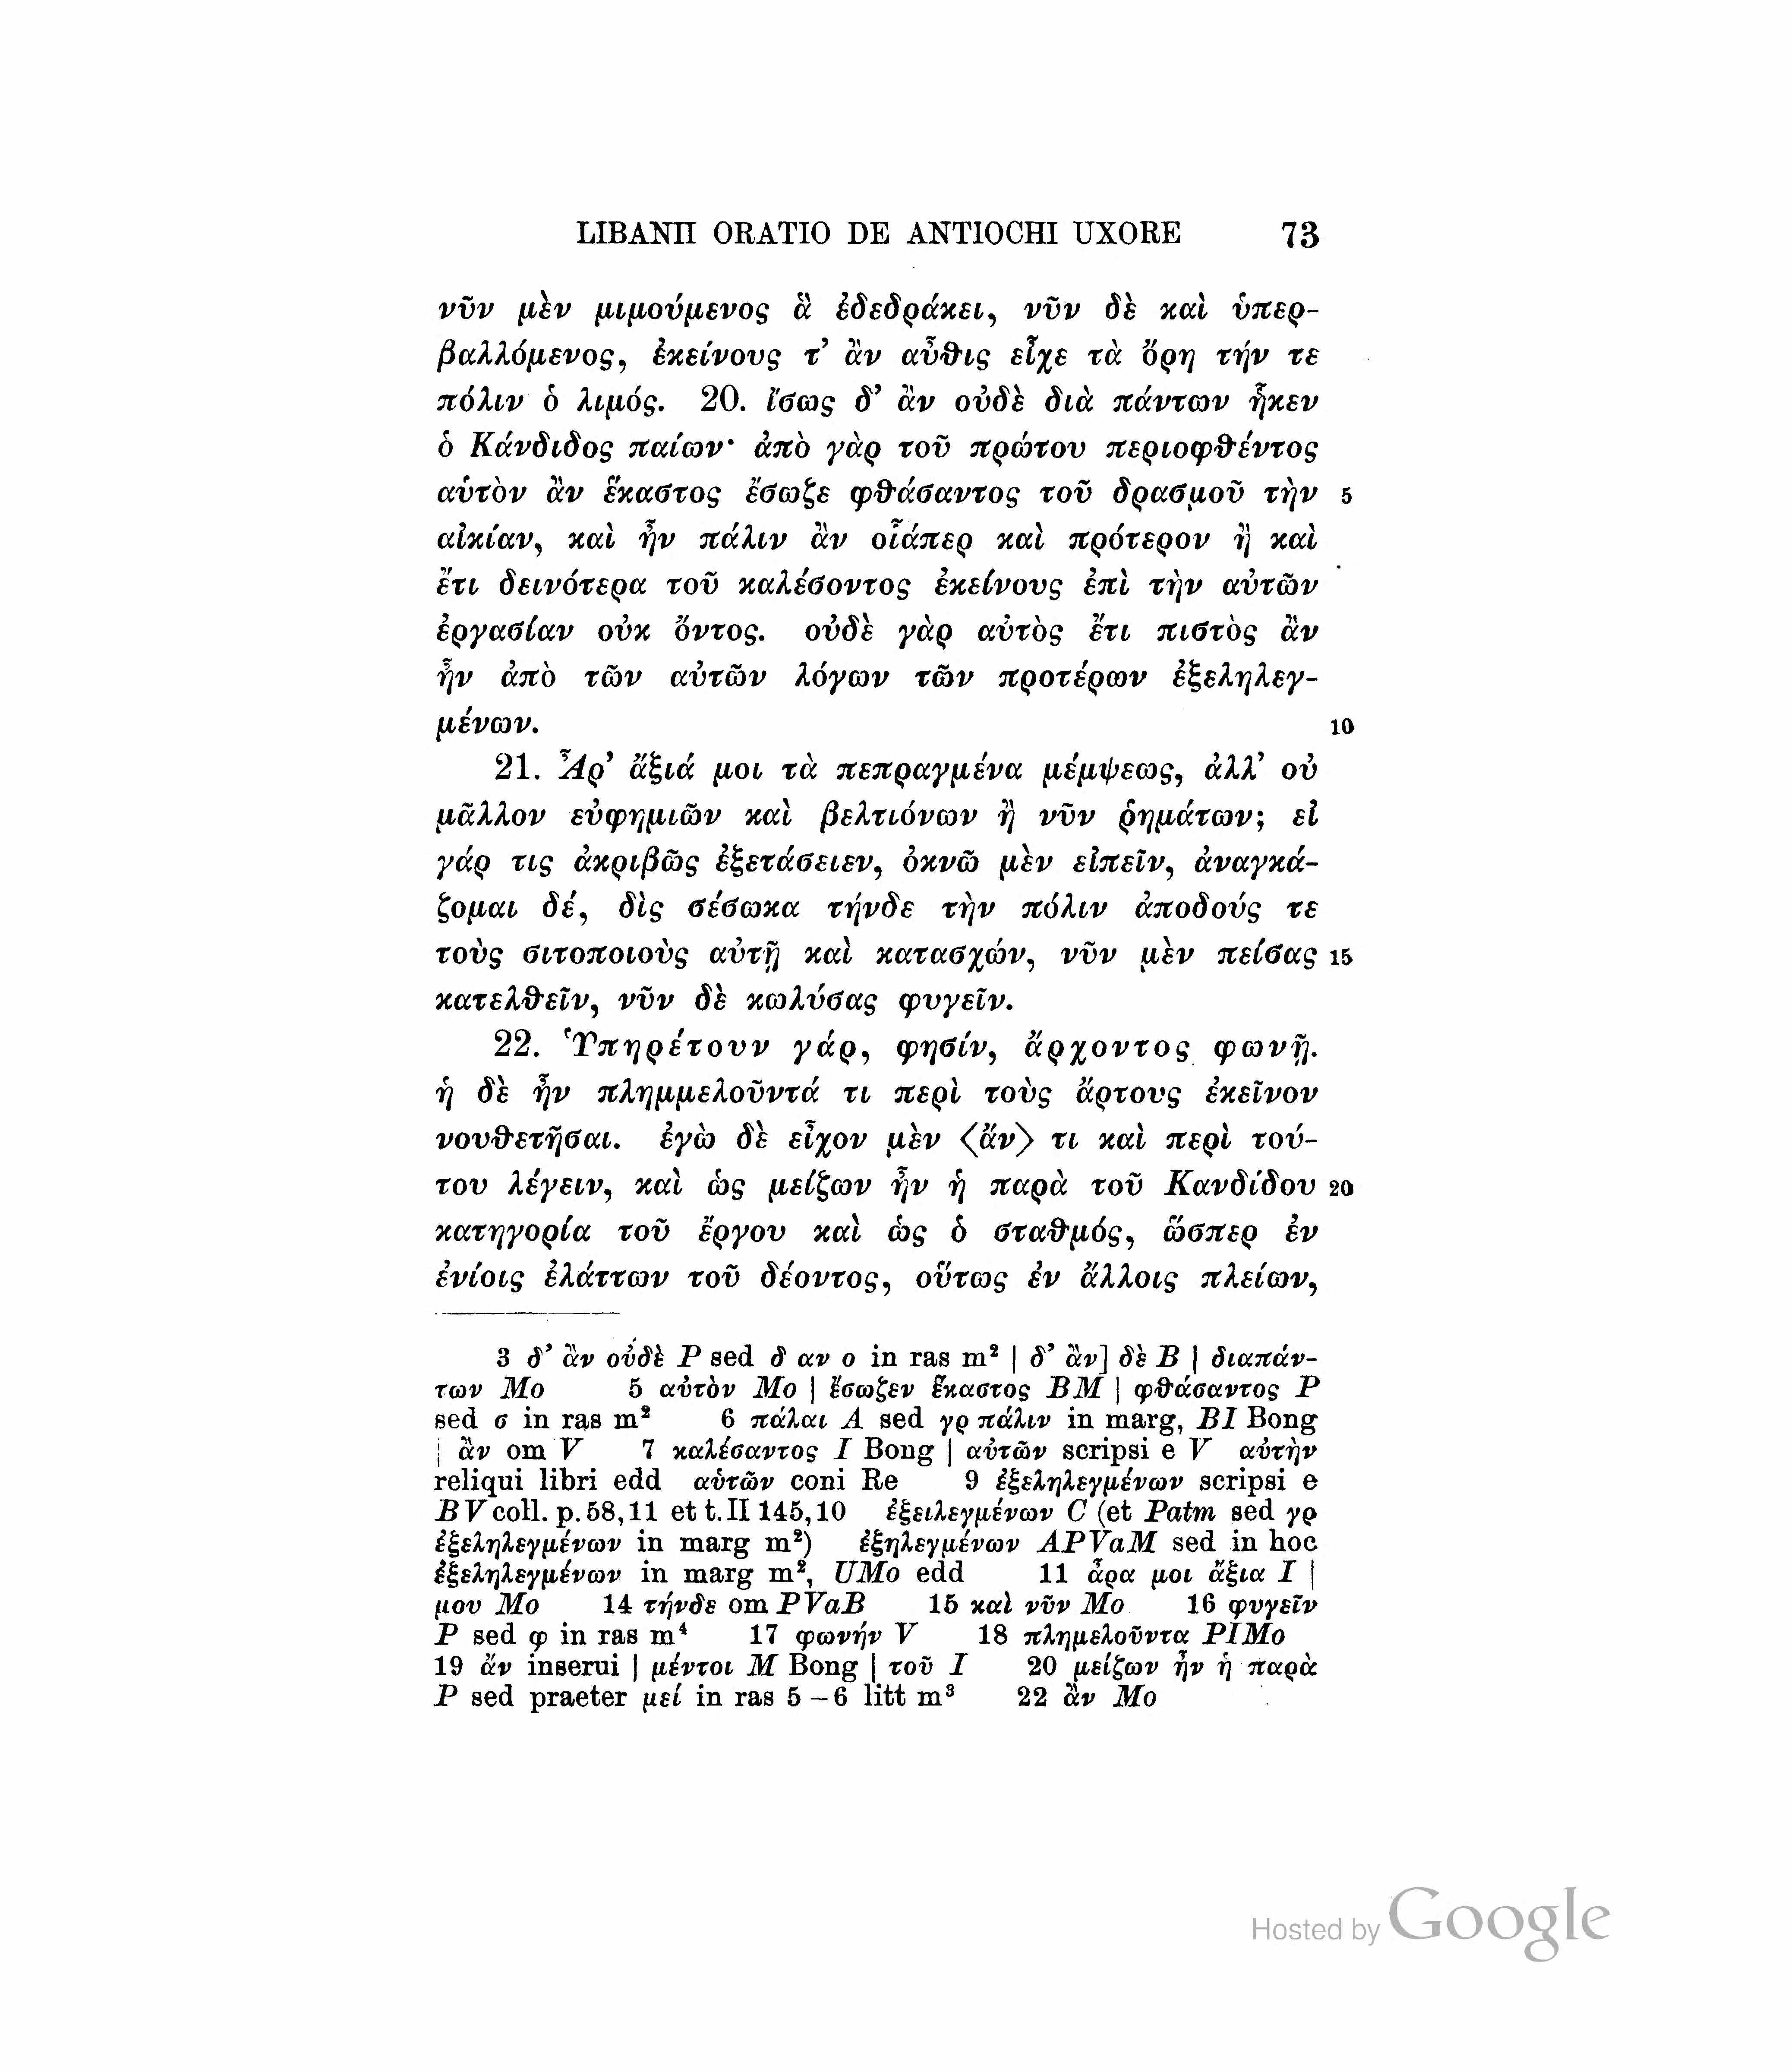 LIBANII ORATIO DE ANTIOCHI UXORE 73
νῦν μὲν μιμούμενος ἃ ἐδεδράκει, νῦν δὲ καὶ ὑπερ-
βαλλόμενος, ἐκείνους τ’ ἂν αὖθις εἶχε τὰ ὄρη τήν τε
πόλιν ὁ λιμός. 20. ἴσως δ’ ἂν οὐδὲ διὰ πάντων ἧκεν
ὁ Κάνδιδος παίων· ἀπὸ γὰρ τοῦ πρώτου περιοφθέντος
αὑτὸν ἂν ἕκαστος ἔσωζε φθάσαντος τοῦ δρασμοῦ τὴν 5
αἰκίαν, καὶ ἦν πάλιν ἂν οἷάπερ καὶ πρότερον ἢ καὶ
ἔτι δεινότερα τοῦ καλέσοντος ἐκείνους ἐπὶ τὴν αὐτῶν
ἐργασίαν οὐκ ὄντος. οὐδὲ γὰρ αὐτὸς ἔτι πιστὸς ἂν
ἦν ἀπὸ τῶν αὐτῶν λόγων τῶν προτέρων ἐξεληλεγ-
μένων. 10
21. Ἆρ’ ἄξιά μοι τὰ πεπραγμένα μέμψεως, ἀλλ’ οὐ
μᾶλλον εὐφημιῶν καὶ βελτιόνων ἢ νῦν ῥημάτων; εἰ
γάρ τις ἀκριβῶς ἐξετάσειεν, ὀκνῶ μὲν εἰπεῖν, ἀναγκά-
ζομαι δέ, δὶς σέσωκα τήνδε τὴν πόλιν ἀποδούς τε
τοὺς σιτοποιοὺς αὐτῇ καὶ κατασχών, νῦν μὲν πείσας 15
κατελθεῖν, νῦν δὲ κωλύσας φυγεῖν.
22. Ὑπηρέτουν γάρ, φησίν, ἄρχοντος φωνῇ.
ἡ δὲ ἦν πλημμελοῦντά τι περὶ τοὺς ἄρτους ἐκεῖνον
νουθετῆσαι. ἐγὼ δὲ εἶχον μὲν ⟨ἄν⟩ τι καὶ περὶ τού-
του λέγειν, καὶ ὡς μείζων ἦν ἡ παρὰ τοῦ Κανδίδου 20
κατηγορία τοῦ ἔργου καὶ ὡς ὁ σταθμός, ὥσπερ ἐν
ἐνίοις ἐλάττων τοῦ δέοντος, οὕτως ἐν ἄλλοις πλείων,
3 δ’ ἂν οὐδὲ P sed δ αν ο in ras m² | δ’ ἂν] δὲ B | διαπάν-
των Mo 5 αὐτὸν Mo | ἔσωζεν ἕκαστος BM | φθάσαντος P
sed σ in ras m² 6 πάλαι A sed γρ πάλιν in marg, BI Bong
| ἂν om V 7 καλέσαντος I Bong | αὐτῶν scripsi e V αὐτὴν
reliqui libri edd αὑτῶν coni Re 9 ἐξεληλεγμένων scripsi e
BV coll. p. 58,11 et t. II 145,10 ἐξειλεγμένων C (et Patm sed γρ
ἐξεληλεγμένων in marg m²) ἐξηλεγμένων APVaM sed in hoc
ἐξεληλεγμένων in marg m², UMo edd 11 ἆρα μοι ἄξια I |
μου Mo 14 τήνδε om PVaB 15 καὶ νῦν Mo 16 φυγεῖν
P sed φ in ras m⁴ 17 φωνήν V 18 πλημελοῦντα PIMo
19 ἄν inserui | μέντοι M Bong | τοῦ I 20 μείζων ἦν ἡ παρὰ
P sed praeter μεί in ras 5 – 6 litt m³ 22 ἂν Mo
Hosted by Google